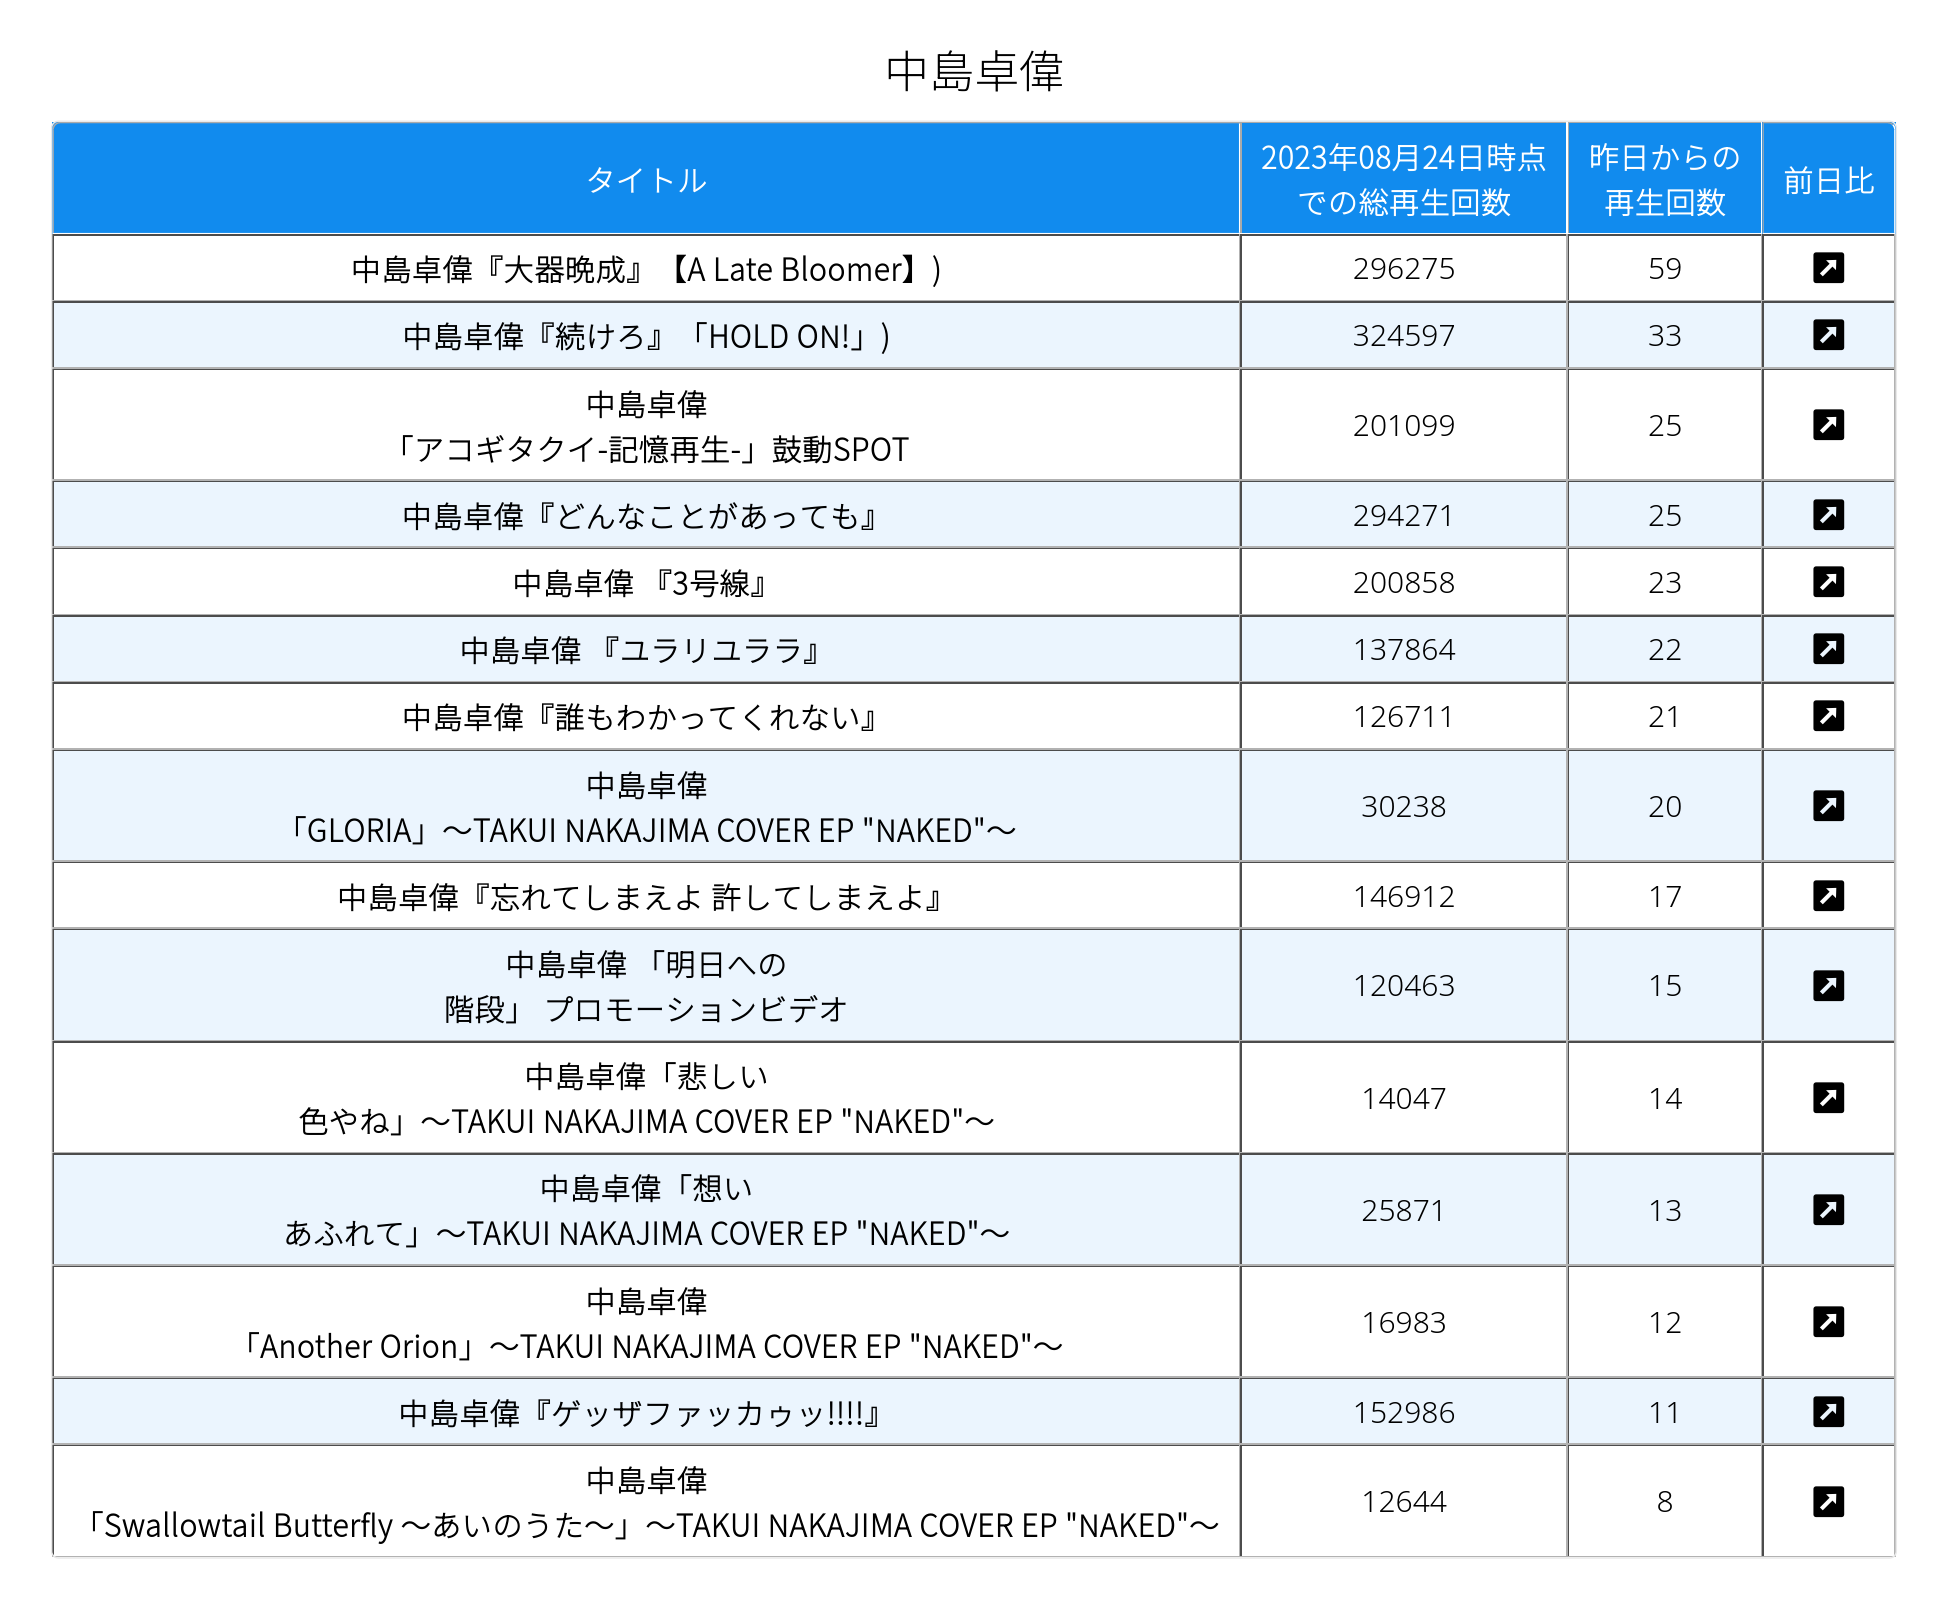 中島卓偉
タイトル
2023年08月24日時点
での総再生回数
昨日からの
再生回数
前日比
中島卓偉『大器晩成』【A Late Bloomer】)
296275
59
中島卓偉『続けろ』「HOLD ON!」)
324597
33
中島卓偉
「アコギタクイ-記憶再生-」鼓動SPOT
201099
25
中島卓偉『どんなことがあっても』
294271
25
中島卓偉 『3号線』
200858
23
中島卓偉 『ユラリユララ』
137864
22
中島卓偉『誰もわかってくれない』
126711
21
中島卓偉
「GLORIA」～TAKUI NAKAJIMA COVER EP "NAKED"～
30238
20
中島卓偉『忘れてしまえよ 許してしまえよ』
146912
17
中島卓偉 「明日への
階段」 プロモーションビデオ
120463
15
中島卓偉「悲しい
色やね」～TAKUI NAKAJIMA COVER EP "NAKED"～
14047
14
中島卓偉「想い
あふれて」～TAKUI NAKAJIMA COVER EP "NAKED"～
25871
13
中島卓偉
「Another Orion」～TAKUI NAKAJIMA COVER EP "NAKED"～
16983
12
中島卓偉『ゲッザファッカゥッ!!!!』
152986
11
中島卓偉
「Swallowtail Butterfly ～あいのうた～」～TAKUI NAKAJIMA COVER EP "NAKED"～
12644
8